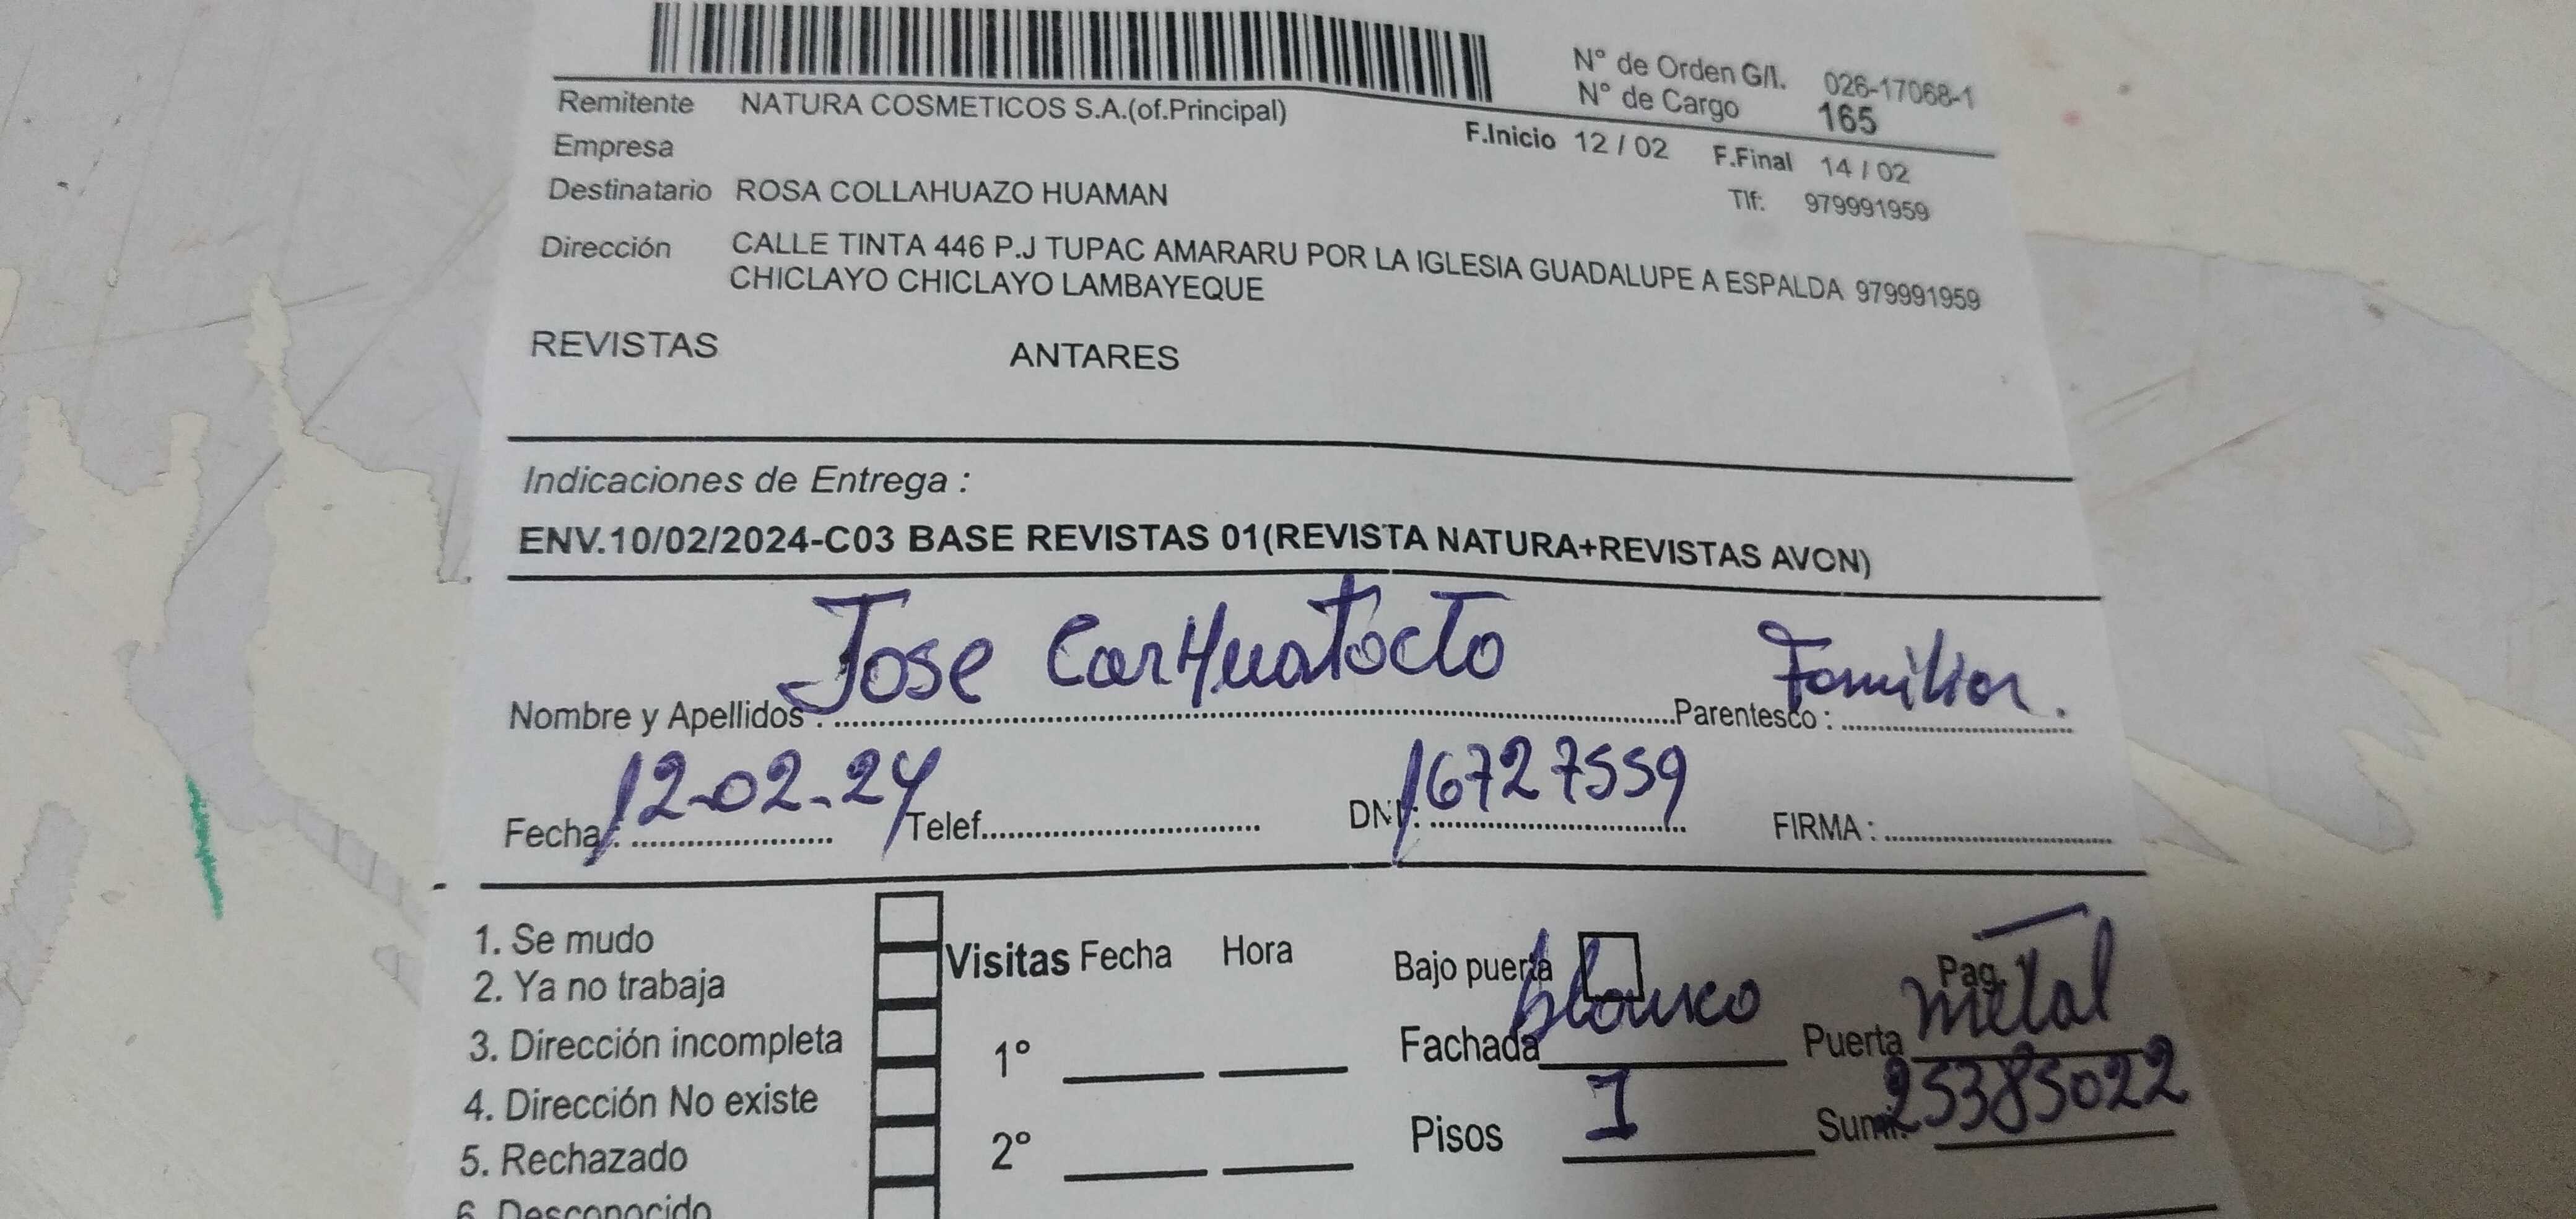 N° de Orden G/I. 026-17068-1
N° de Cargo 165
Remitente NATURA COSMETICOS S.A.(of.Principal)
F.Inicio 12 / 02 F.Final 14 / 02
Empresa
Destinatario ROSA COLLAHUAZO HUAMAN Tlf: 979991959
Dirección CALLE TINTA 446 P.J TUPAC AMARARU POR LA IGLESIA GUADALUPE A ESPALDA 979991959
CHICLAYO CHICLAYO LAMBAYEQUE
REVISTAS ANTARES
Indicaciones de Entrega :
ENV.10/02/2024-C03 BASE REVISTAS 01(REVISTA NATURA+REVISTAS AVON)
Nombre y Apellidos : Jose CarHuatocto Parentesco : Familiar.
Fecha : 12-02-24 Telef. DNI: 16727559 FIRMA :
1. Se mudo
2. Ya no trabaja
3. Dirección incompleta
4. Dirección No existe
5. Rechazado
6. Desconocido
Visitas Fecha Hora
1°
2°
Bajo puerta Pag.
Fachada blanco Puerta metal
Pisos 1 Sumi. 25385022